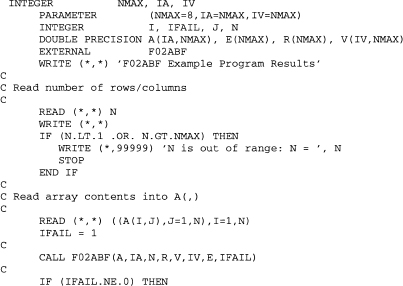 INTEGER          NMAX, IA, IV
      PARAMETER        (NMAX=8,IA=NMAX,IV=NMAX)
      INTEGER          I, IFAIL, J, N
      DOUBLE PRECISION A(IA,NMAX), E(NMAX), R(NMAX), V(IV,NMAX)
      EXTERNAL         F02ABF
      WRITE (*,*) 'F02ABF Example Program Results'
C
C Read number of rows/columns
C
      READ (*,*) N
      WRITE (*,*)
      IF (N.LT.1 .OR. N.GT.NMAX) THEN
         WRITE (*,99999) 'N is out of range: N = ', N
         STOP
      END IF
C
C Read array contents into A(,)
C
      READ (*,*) ((A(I,J),J=1,N),I=1,N)
      IFAIL = 1
C
      CALL F02ABF(A,IA,N,R,V,IV,E,IFAIL)
C
      IF (IFAIL.NE.0) THEN